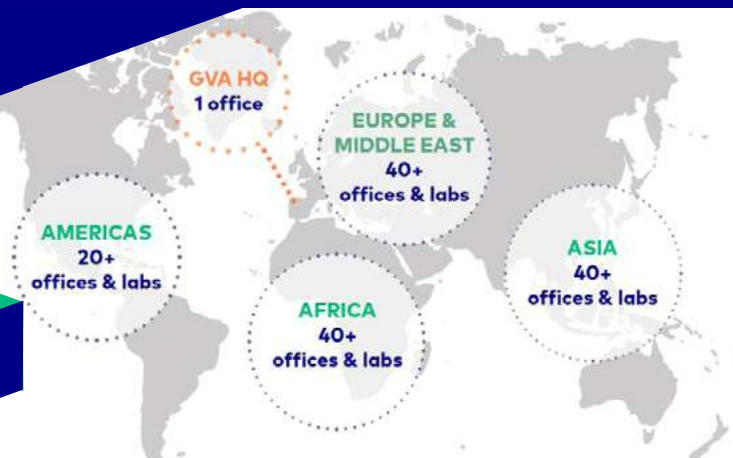 GVA HQ
1 office
EUROPE &
MIDDLE EAST
40+
offices & labs
AMERICAS
20+
offices & labs
ASIA
40+
offices & labs
AFRICA
40+
offices & labs